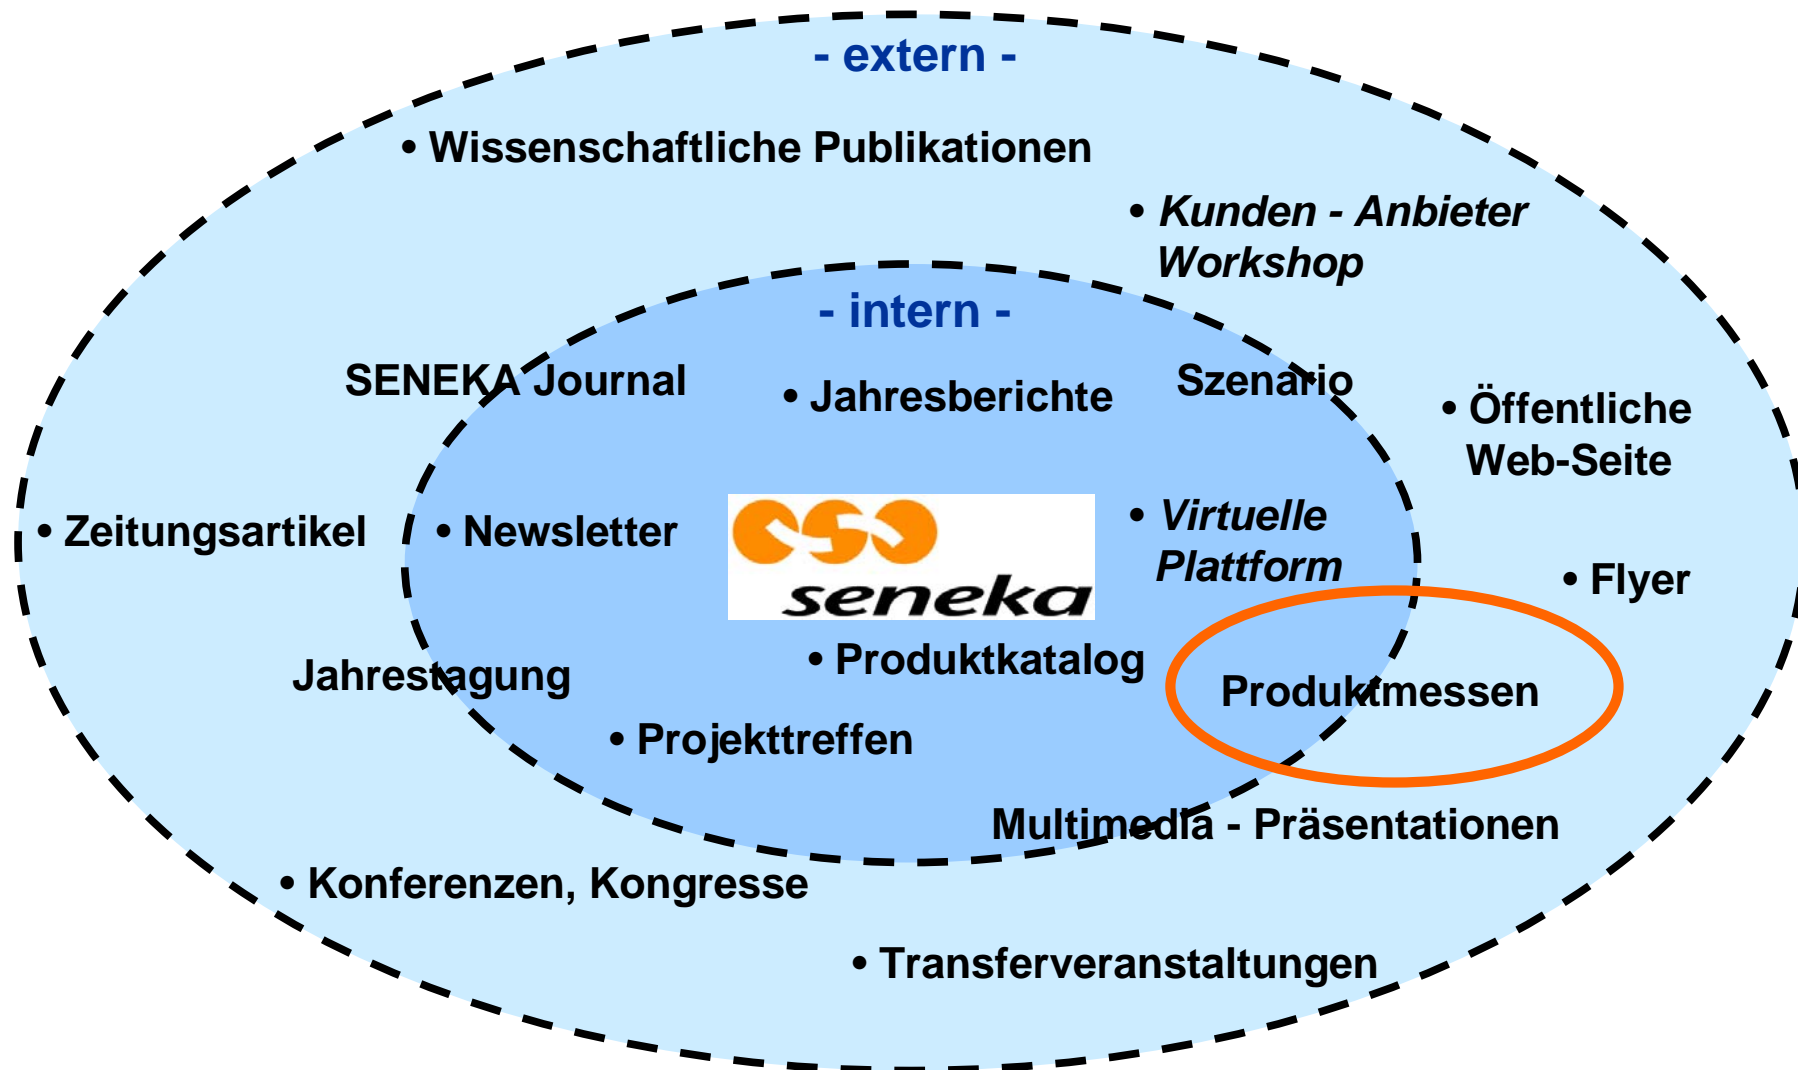 - extern -
• Wissenschaftliche Publikationen
• Kunden - Anbieter
Workshop
- intern -
SENEKA Journal
• Jahresberichte
Szenario
• Öffentliche
Web-Seite
• Zeitungsartikel
• Newsletter
seneka
• Virtuelle
Plattform
• Flyer
Jahrestagung
• Produktkatalog
Produktmessen
• Projekttreffen
Multimedia - Präsentationen
• Konferenzen, Kongresse
• Transferveranstaltungen